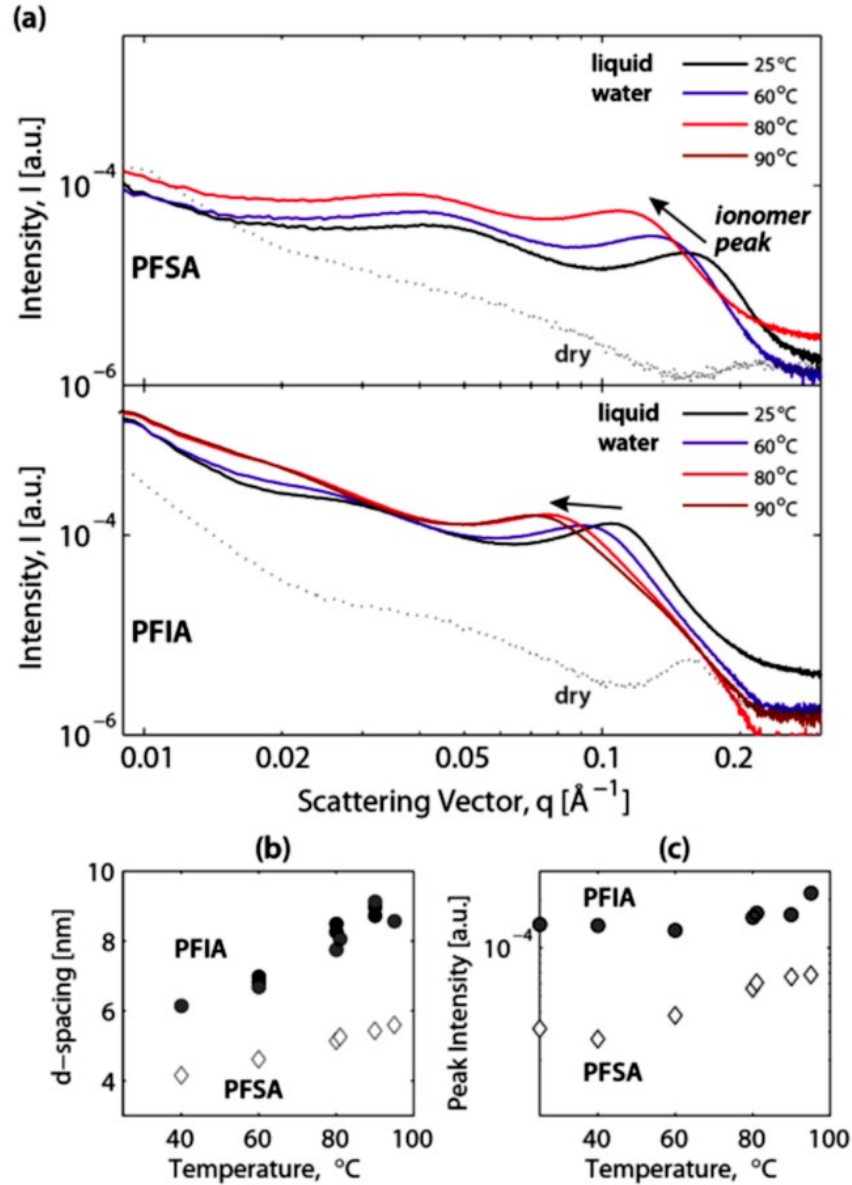 (a)
liquid
water
25°C
60°C
80°C
90°C
10⁻⁴
ionomer
peak
PFSA
Intensity, I [a.u.]
dry
10⁻⁶
liquid
water
25°C
60°C
80°C
90°C
10⁻⁴
PFIA
Intensity, I [a.u.]
dry
10⁻⁶
0.01 0.02 0.05 0.1 0.2
Scattering Vector, q [Å⁻¹]
(b)
10
8
6
4
d-spacing [nm]
PFIA
PFSA
40 60 80 100
Temperature, °C
(c)
Peak Intensity [a.u.]
10⁻⁴
PFIA
PFSA
40 60 80 100
Temperature, °C